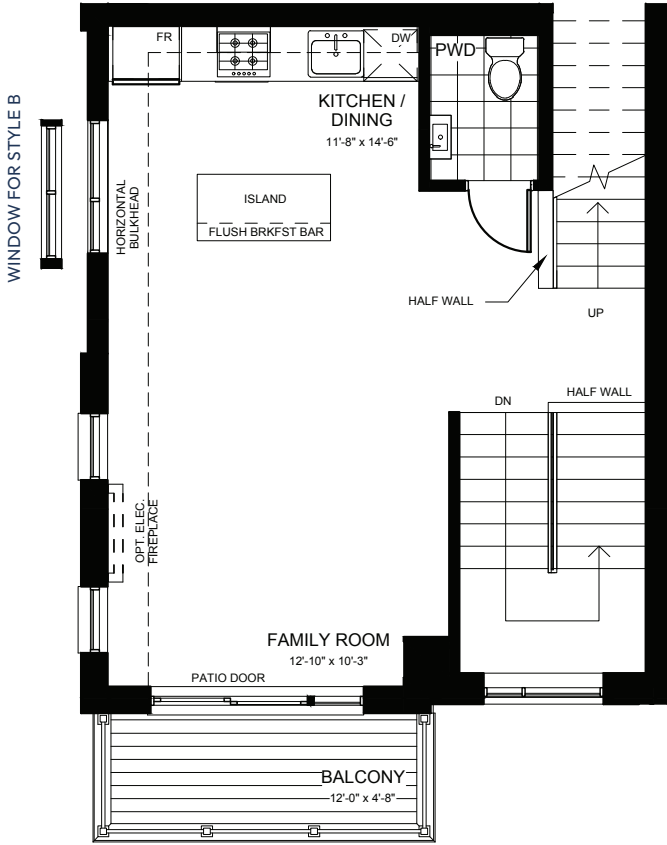 FR
DW
PWD
KITCHEN /
DINING
11'-8" x 14'-6"
WINDOW FOR STYLE B
HORIZONTAL
BULKHEAD
ISLAND
FLUSH BRKFST BAR
HALF WALL
UP
DN
HALF WALL
OPT. ELEC.
FIREPLACE
FAMILY ROOM
12'-10" x 10'-3"
PATIO DOOR
BALCONY
12'-0" x 4'-8"